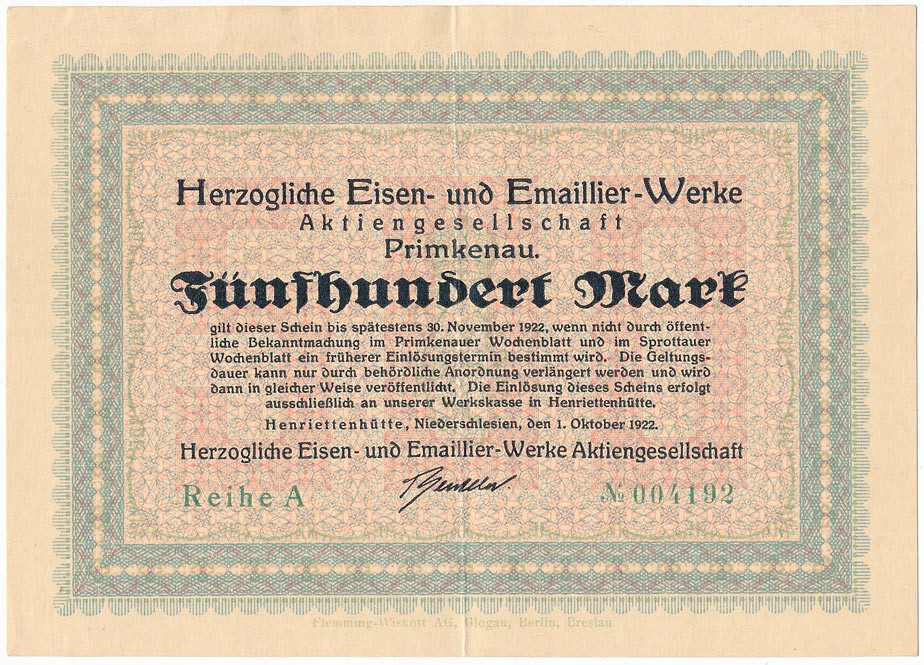 Herzogliche Eisen- und Emaillier-Werke
Aktiengesellschaft
Primkenau.
Fünfhundert Mark
gilt dieser Schein bis spätestens 30. November 1922, wenn nicht durch öffent-
liche Bekanntmachung im Primkenauer Wochenblatt und im Sprottauer
Wochenblatt ein früherer Einlösungstermin bestimmt wird. Die Geltungs-
dauer kann nur durch behördliche Anordnung verlängert werden und wird
dann in gleicher Weise veröffentlicht. Die Einlösung dieses Scheins erfolgt
ausschließlich an unserer Werkskasse in Henriettenhütte.
Henriettenhütte, Niederschlesien, den 1. Oktober 1922.
Herzogliche Eisen- und Emaillier-Werke Aktiengesellschaft
Reihe A
№ 004192
Flemming-Wiskott AG, Glogau, Berlin, Breslau